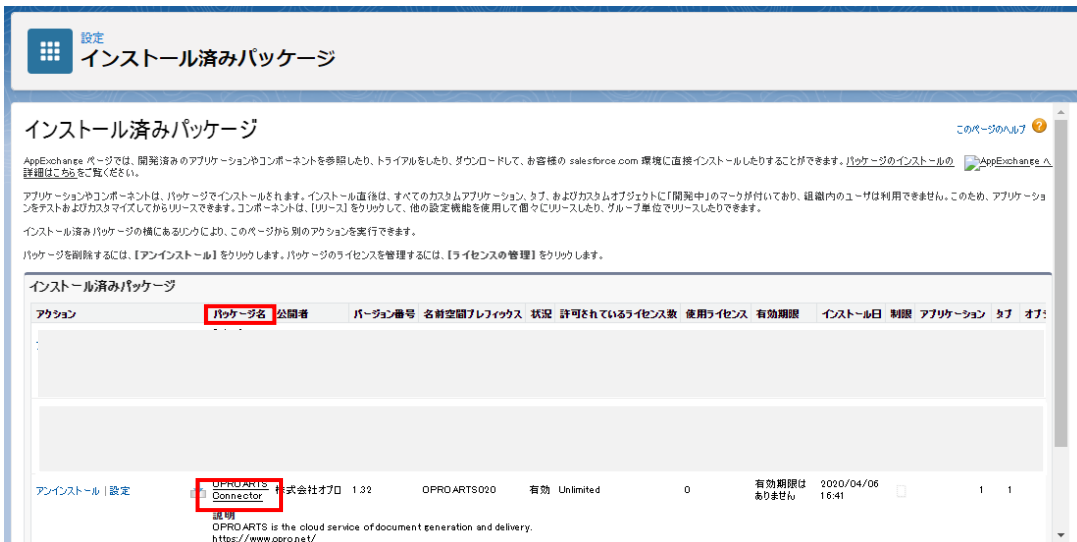 設定
インストール済みパッケージ
インストール済みパッケージ
このページのヘルプ
AppExchange ページでは、開発済みのアプリケーションやコンポーネントを参照したり、トライアルをしたり、ダウンロードして、お客様の salesforce.com 環境に直接インストールしたりすることができます。パッケージのインストールの AppExchange へ
詳細はこちらをご覧ください。
アプリケーションやコンポーネントは、パッケージでインストールされます。インストール直後は、すべてのカスタムアプリケーション、タブ、およびカスタムオブジェクトに「開発中」のマークが付いており、組織内のユーザは利用できません。このため、アプリケーショ
ンをテストおよびカスタマイズしてからリリースできます。コンポーネントは、[リリース] をクリックして、他の設定機能を使用して個々にリリースしたり、グループ単位でリリースしたりできます。
インストール済みパッケージの横にあるリンクにより、このページから別のアクションを実行できます。
パッケージを削除するには、[アンインストール] をクリックします。パッケージのライセンスを管理するには、[ライセンスの管理] をクリックします。
インストール済みパッケージ
アクション パッケージ名 公開者 バージョン番号 名前空間プレフィックス 状況 許可されているライセンス数 使用ライセンス 有効期限 インストール日 制限 アプリケーション タブ オブ
アンインストール | 設定 OPROARTS Connector 株式会社オプロ 1.32 OPROARTS020 有効 Unlimited 0 有効期限はありません 2020/04/06 16:41 1 1
説明
OPROARTS is the cloud service of document generation and delivery.
https://www.opro.net/